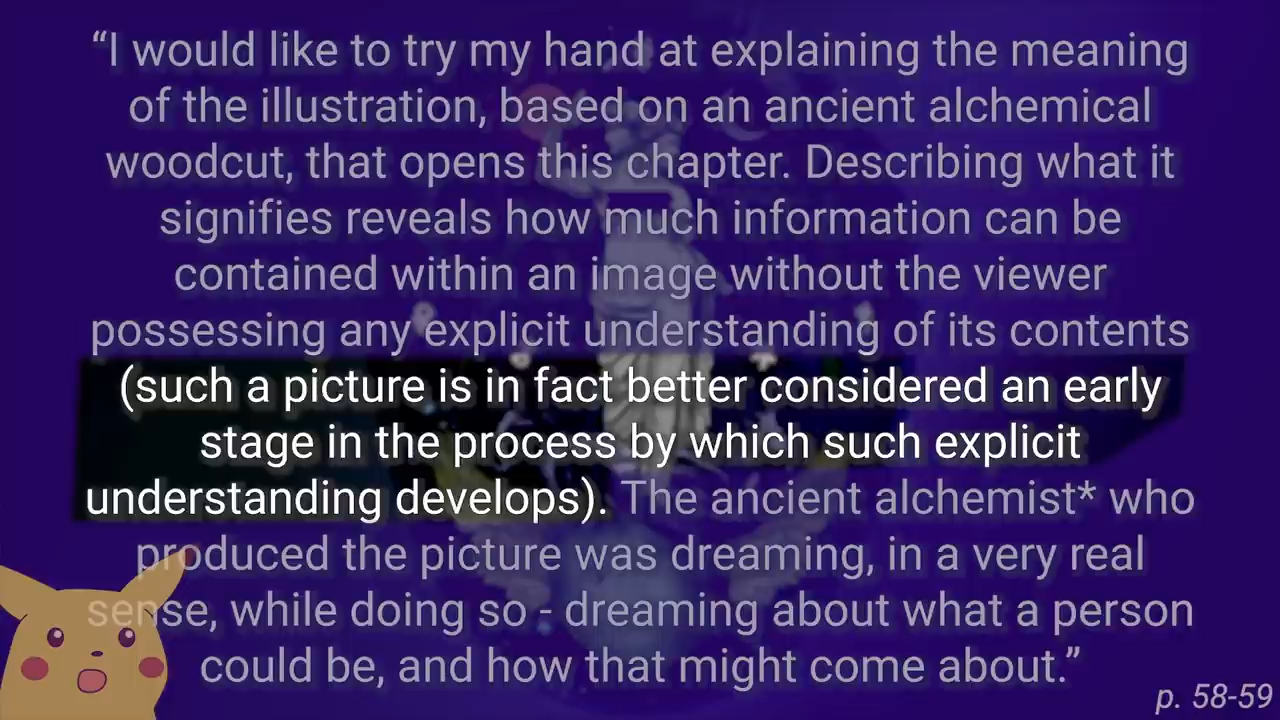 “I would like to try my hand at explaining the meaning
of the illustration, based on an ancient alchemical
woodcut, that opens this chapter. Describing what it
signifies reveals how much information can be
contained within an image without the viewer
possessing any explicit understanding of its contents
(such a picture is in fact better considered an early
stage in the process by which such explicit
understanding develops). The ancient alchemist* who
produced the picture was dreaming, in a very real
sense, while doing so - dreaming about what a person
could be, and how that might come about.”
p. 58-59